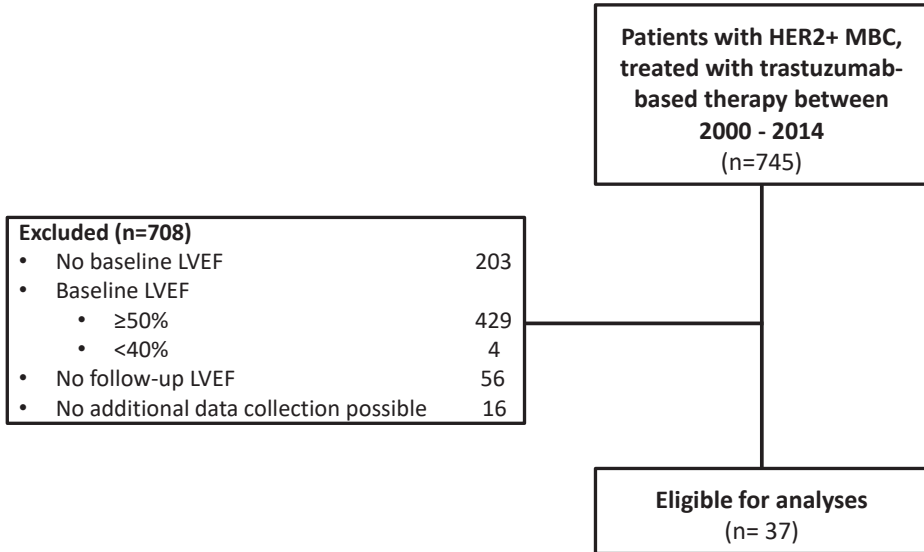 Patients with HER2+ MBC,
treated with trastuzumab-
based therapy between
2000 - 2014
(n=745)
Excluded (n=708)
• No baseline LVEF 203
• Baseline LVEF
• ≥50% 429
• <40% 4
• No follow-up LVEF 56
• No additional data collection possible 16
Eligible for analyses
(n= 37)